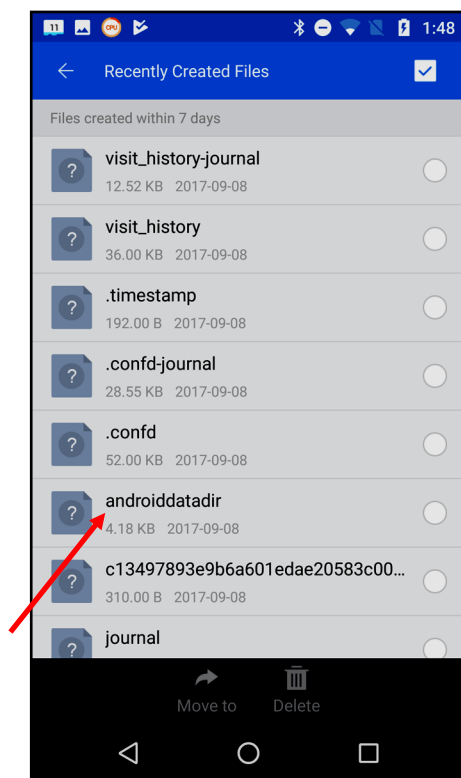 11 CPU 1:48
Recently Created Files
Files created within 7 days
? visit_history-journal
12.52 KB 2017-09-08
? visit_history
36.00 KB 2017-09-08
? .timestamp
192.00 B 2017-09-08
? .confd-journal
28.55 KB 2017-09-08
? .confd
52.00 KB 2017-09-08
? androiddatadir
4.18 KB 2017-09-08
? c13497893e9b6a601edae20583c00...
310.00 B 2017-09-08
? journal
Move to Delete